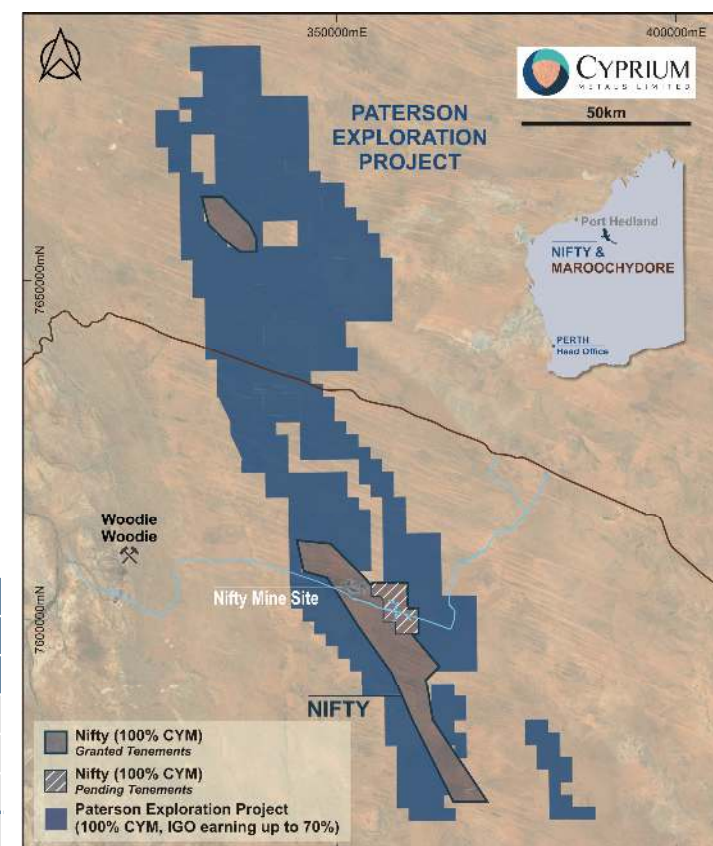 350000mE
400000mE
CYPRIUM
METALS LIMITED
50km
PATERSON
EXPLORATION
PROJECT
Port Hedland
NIFTY &
MAROOCHYDORE
PERTH
Head Office
7650000mN
Woodie
Woodie
Nifty Mine Site
7600000mN
NIFTY
Nifty (100% CYM)
Granted Tenements
Nifty (100% CYM)
Pending Tenements
Paterson Exploration Project
(100% CYM, IGO earning up to 70%)